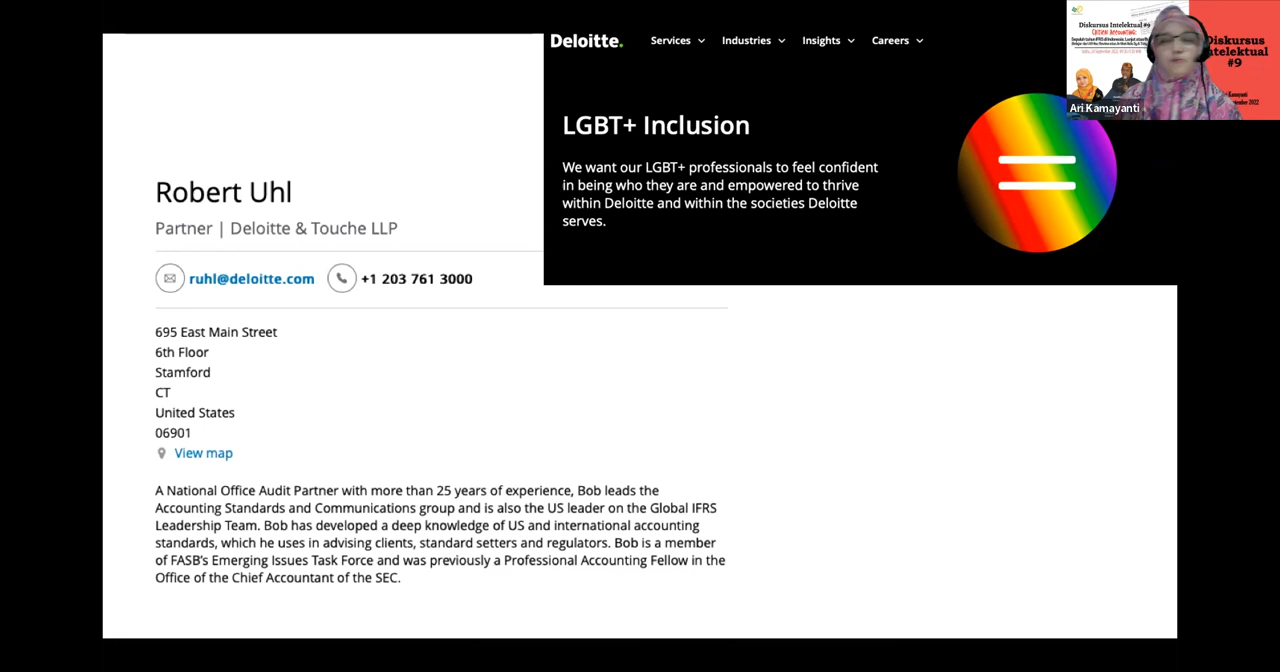 Deloitte.
Services
Industries
Insights
Careers
LGBT+ Inclusion
We want our LGBT+ professionals to feel confident
in being who they are and empowered to thrive
within Deloitte and within the societies Deloitte
serves.
Diskursus Intelektual #9
Ari Kamayanti
Diskursus
Intelektual
#9
Kamayanti
2022
Robert Uhl
Partner | Deloitte & Touche LLP
ruhl@deloitte.com
+1 203 761 3000
695 East Main Street
6th Floor
Stamford
CT
United States
06901
View map
A National Office Audit Partner with more than 25 years of experience, Bob leads the
Accounting Standards and Communications group and is also the US leader on the Global IFRS
Leadership Team. Bob has developed a deep knowledge of US and international accounting
standards, which he uses in advising clients, standard setters and regulators. Bob is a member
of FASB's Emerging Issues Task Force and was previously a Professional Accounting Fellow in the
Office of the Chief Accountant of the SEC.